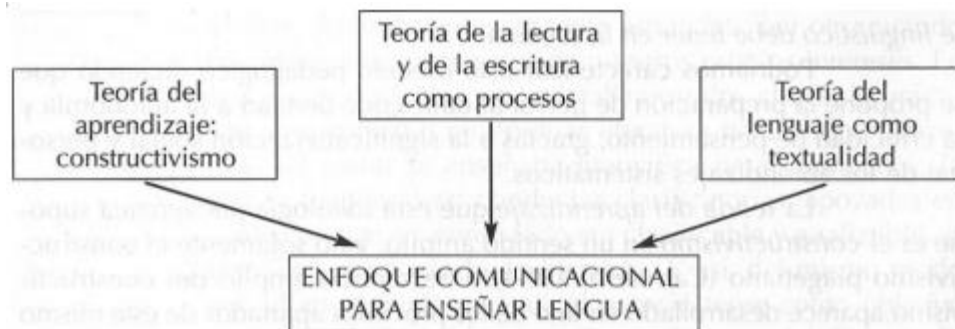 Teoría de la lectura
y de la escritura
como procesos
Teoría del
aprendizaje:
constructivismo
Teoría del
lenguaje como
textualidad
ENFOQUE COMUNICACIONAL
PARA ENSEÑAR LENGUA